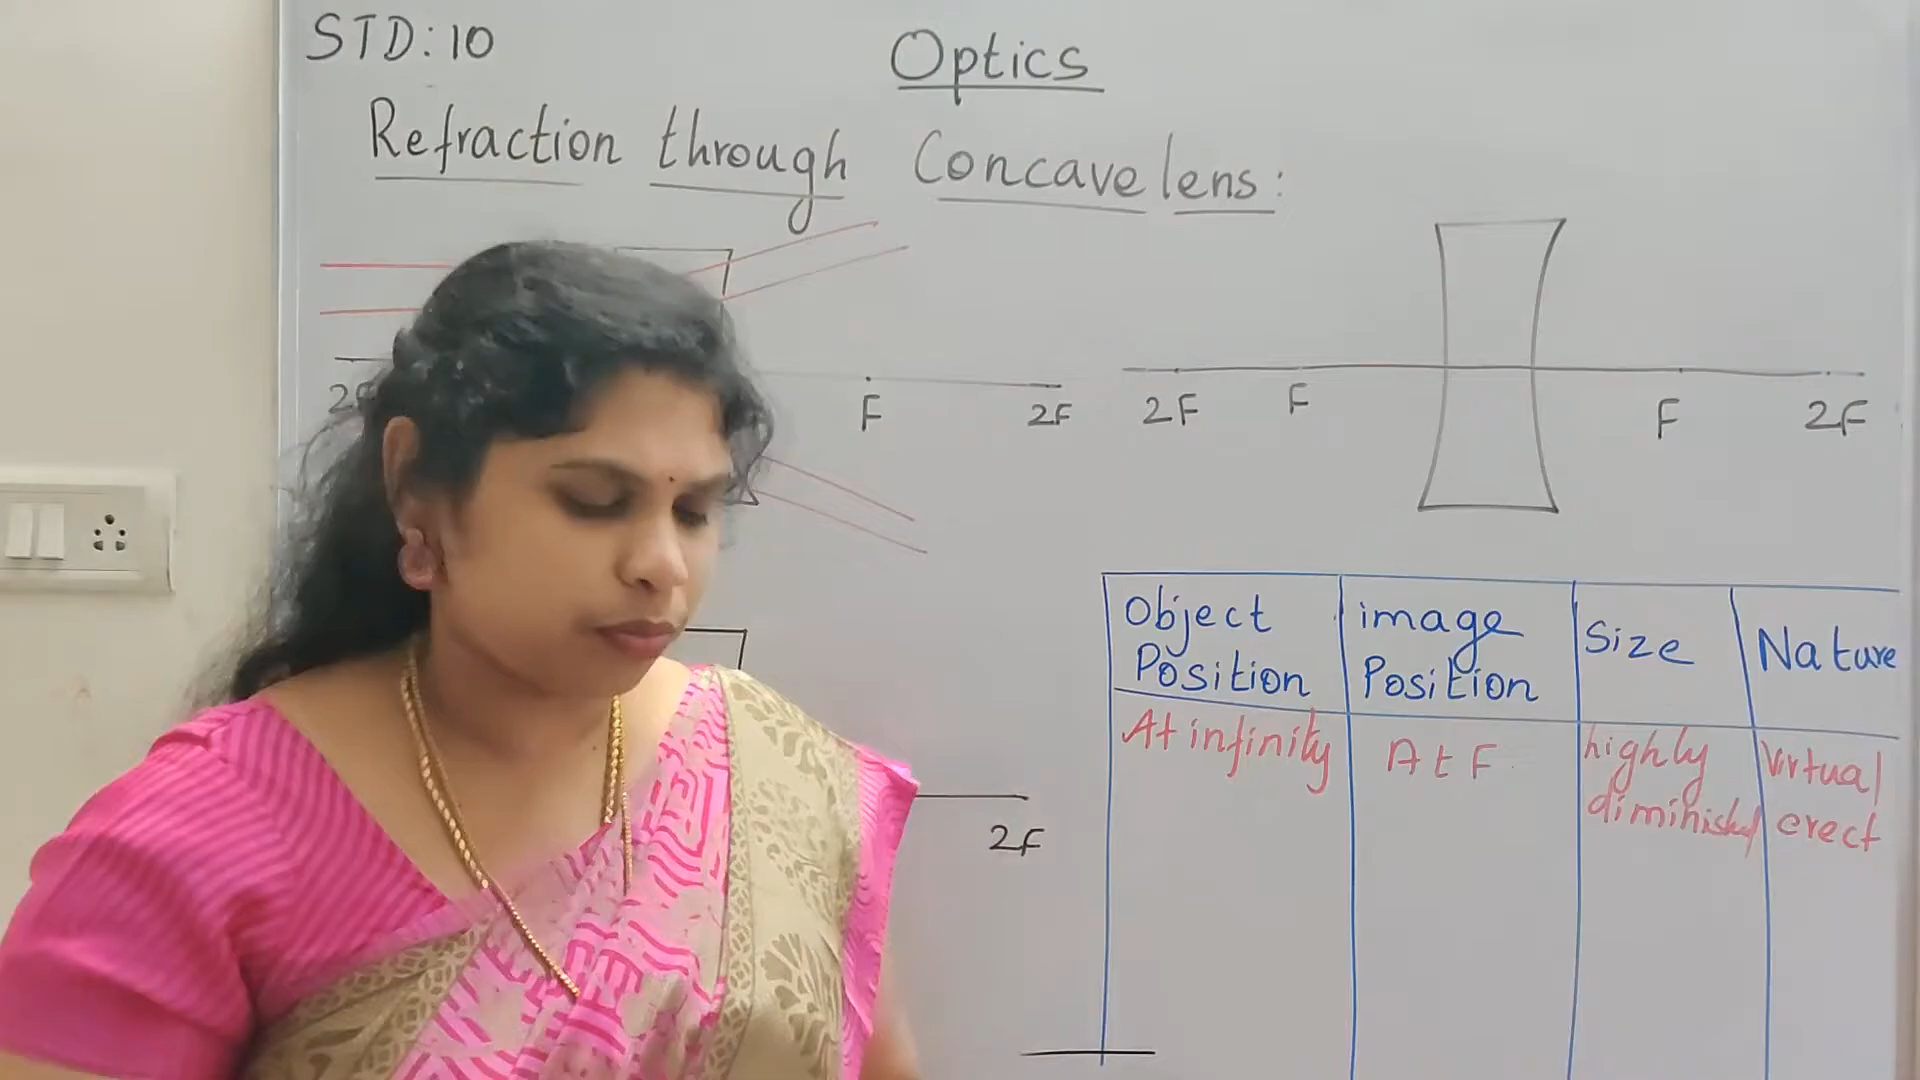 STD: 10
Optics
Refraction through Concave lens:
F
2F
2F
F
F
2F
2F
Object
Position
image
Position
Size
Nature
At infinity
At F
highly
diminished
Virtual
erect